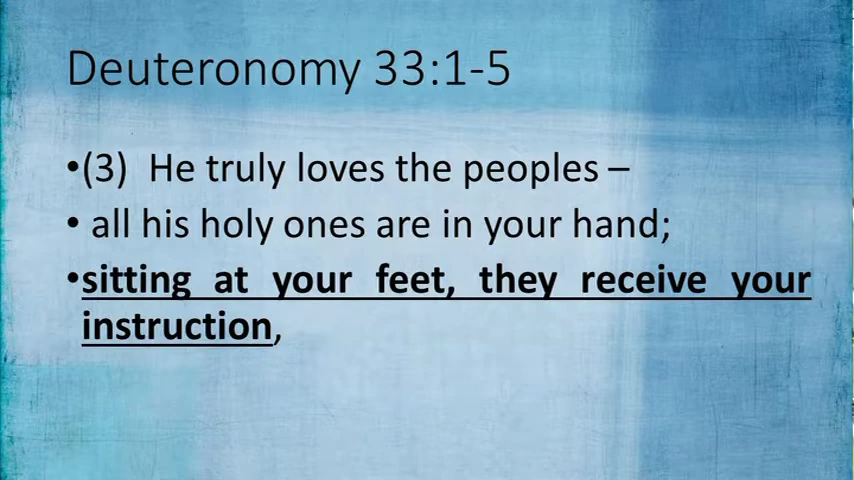 Deuteronomy 33:1-5
•(3) He truly loves the peoples –
• all his holy ones are in your hand;
•sitting at your feet, they receive your
instruction,